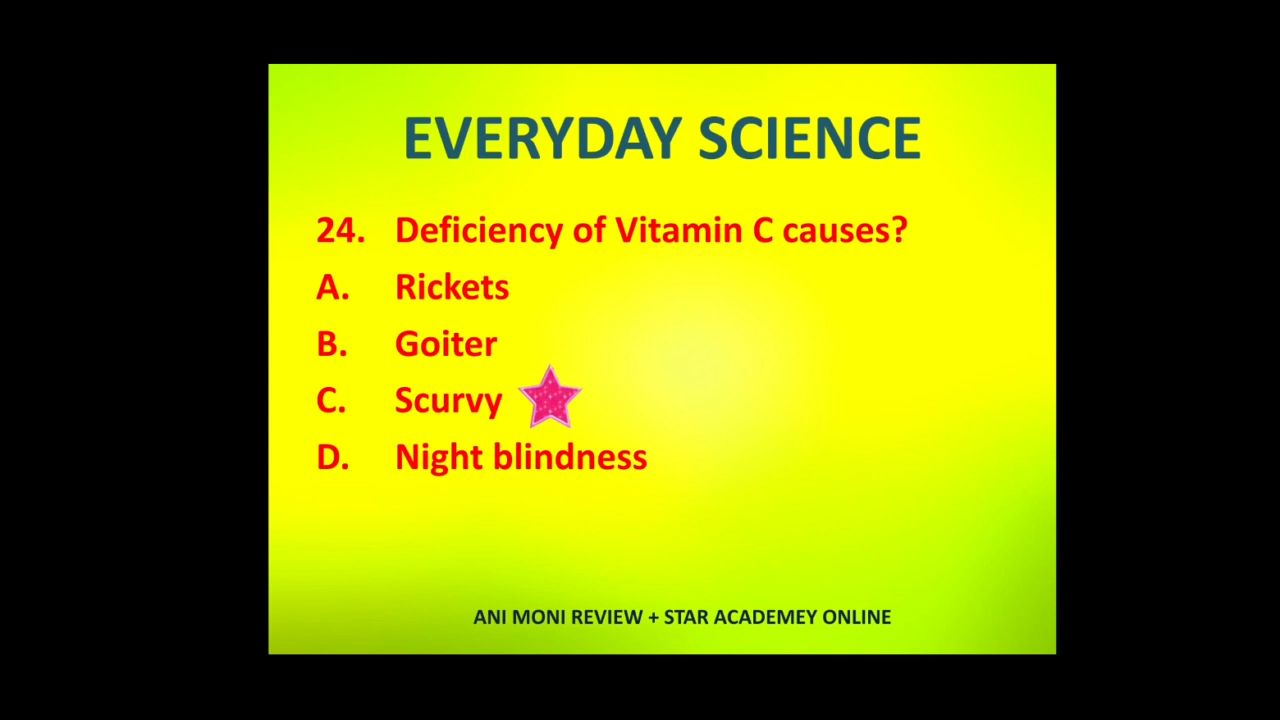 EVERYDAY SCIENCE
24. Deficiency of Vitamin C causes?
A. Rickets
B. Goiter
C. Scurvy
D. Night blindness
ANI MONI REVIEW + STAR ACADEMEY ONLINE